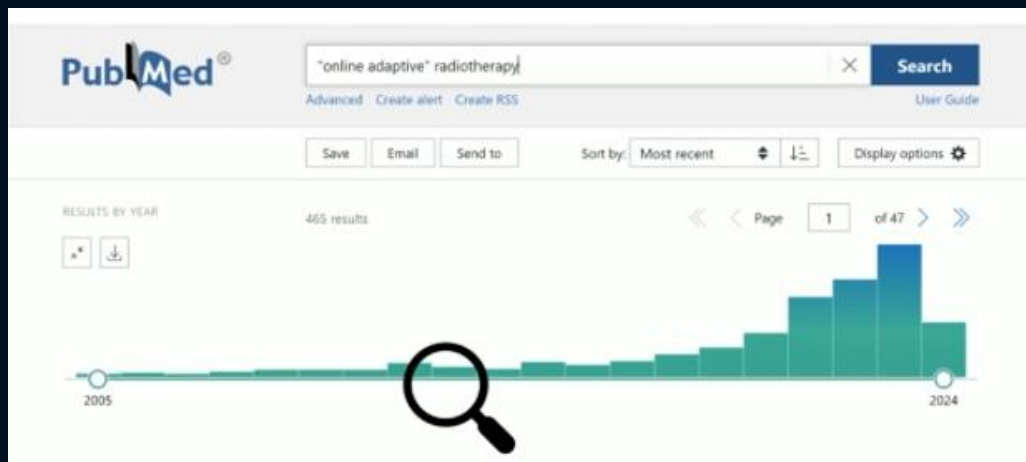 PubMed®
"online adaptive" radiotherapy
Search
Advanced Create alert Create RSS
User Guide
Save Email Send to
Sort by: Most recent
Display options
RESULTS BY YEAR
465 results
Page 1 of 47
2005
2024